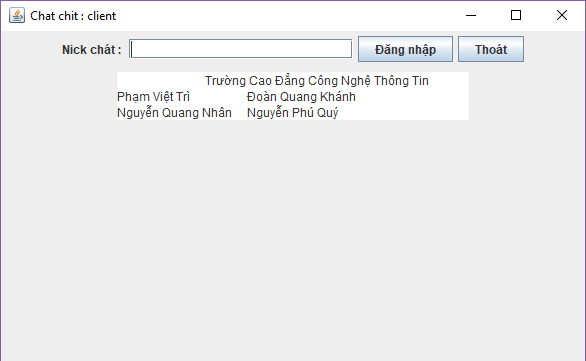 Chat chit : client
Nick chát : Đăng nhập Thoát
Trường Cao Đẳng Công Nghệ Thông Tin
Phạm Việt Trì Đoàn Quang Khánh
Nguyễn Quang Nhân Nguyễn Phú Quý